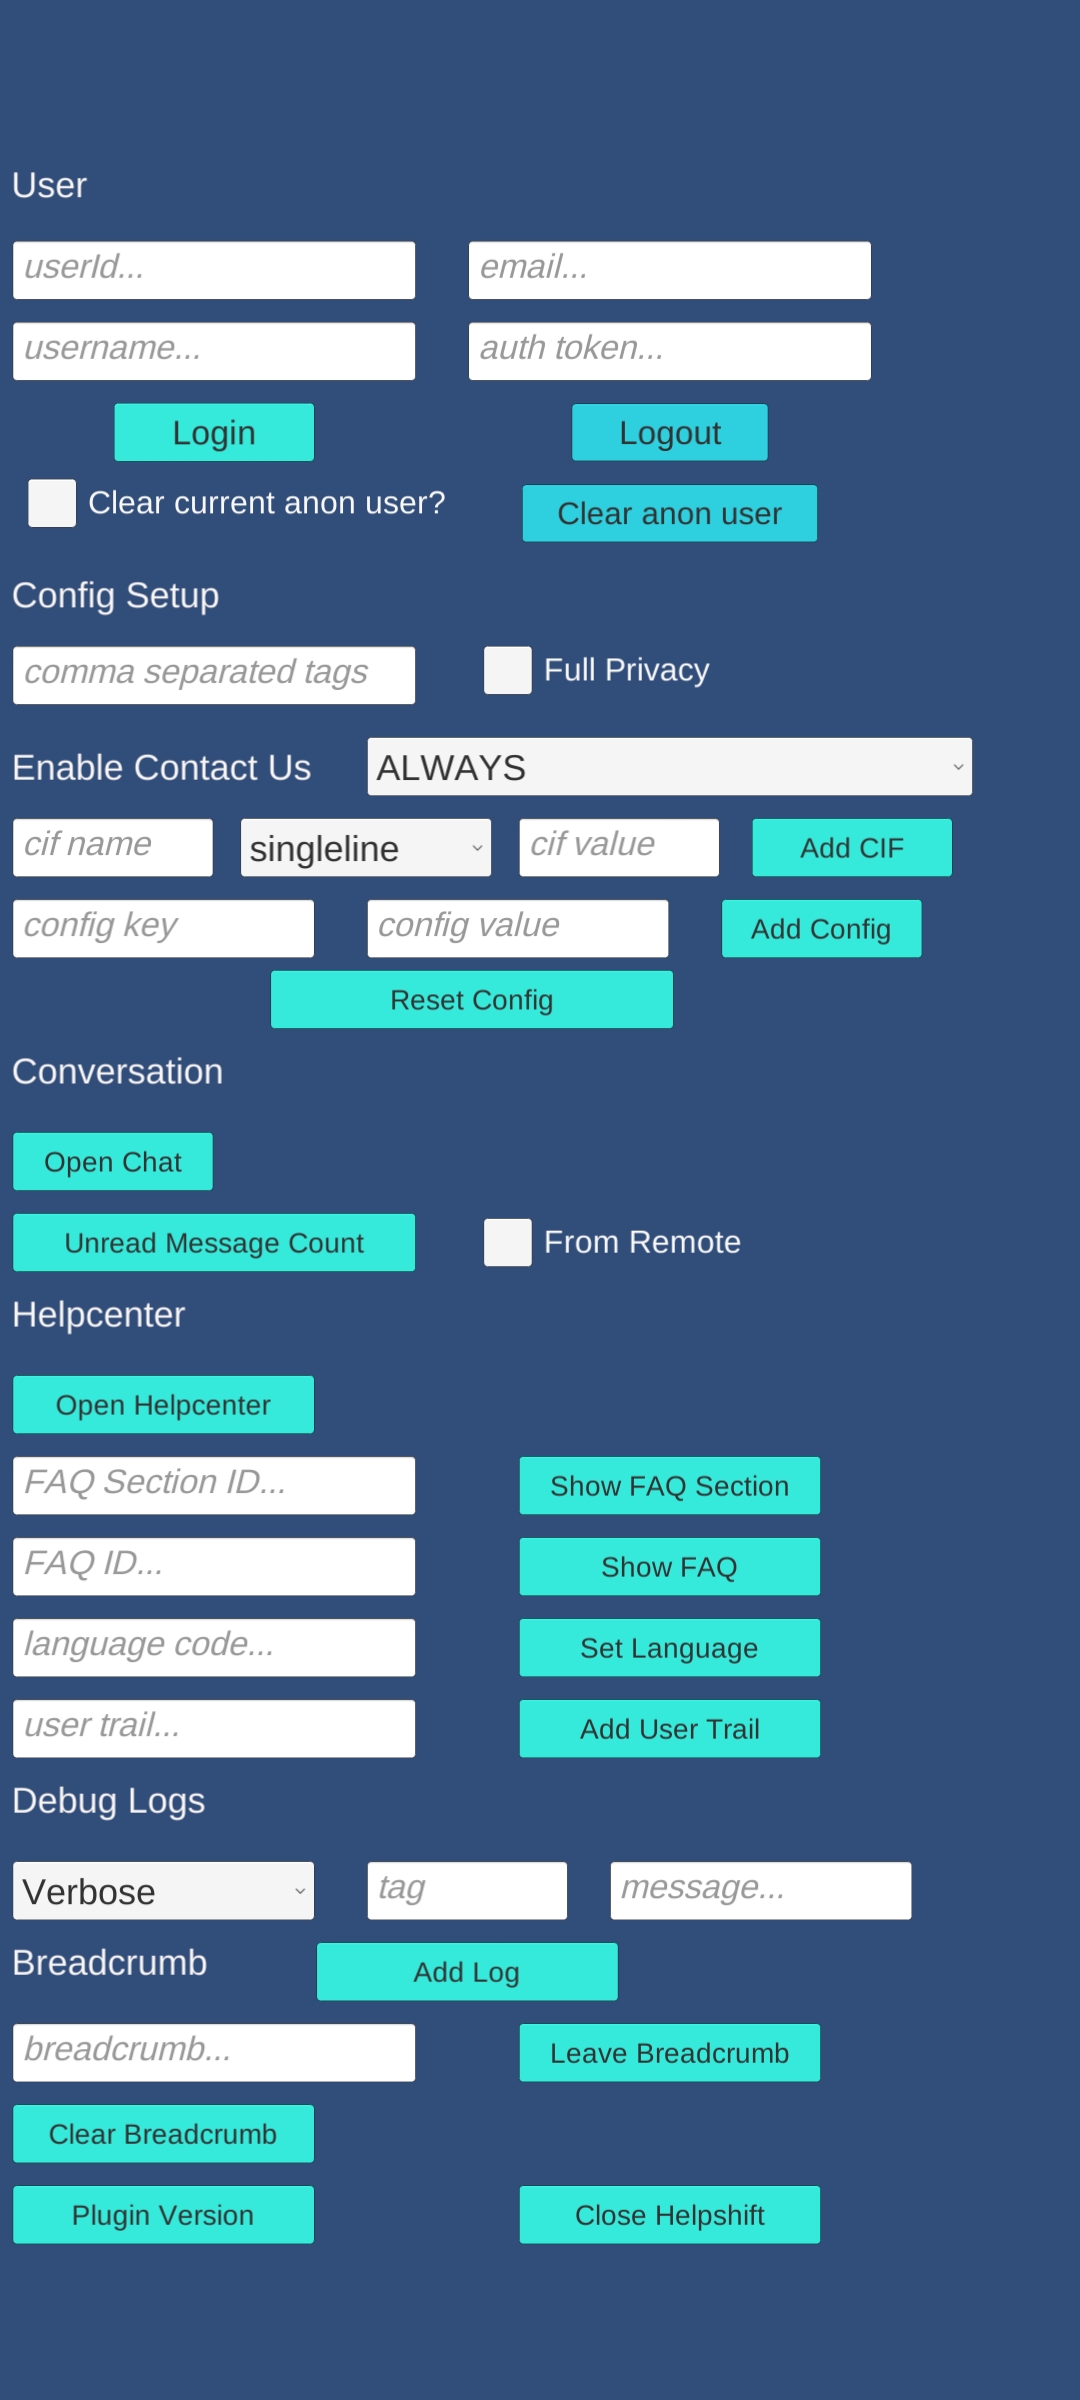 User
userId...
email...
username...
auth token...
Login
Logout
Clear current anon user?
Clear anon user
Config Setup
comma separated tags
Full Privacy
Enable Contact Us
ALWAYS
cif name
singleline
cif value
Add CIF
config key
config value
Add Config
Reset Config
Conversation
Open Chat
Unread Message Count
From Remote
Helpcenter
Open Helpcenter
FAQ Section ID...
Show FAQ Section
FAQ ID...
Show FAQ
language code...
Set Language
user trail...
Add User Trail
Debug Logs
Verbose
tag
message...
Breadcrumb
Add Log
breadcrumb...
Leave Breadcrumb
Clear Breadcrumb
Plugin Version
Close Helpshift